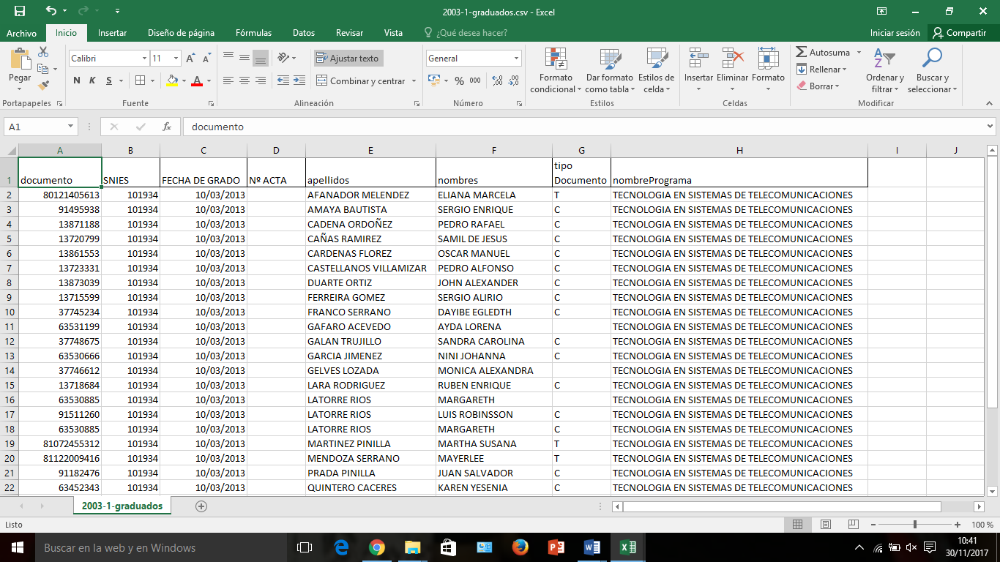 2003-1-graduados.csv - Excel
Archivo Inicio Insertar Diseño de página Fórmulas Datos Revisar Vista ¿Qué desea hacer? Iniciar sesión Compartir
Pegar
Portapapeles
Calibri 11
N K S
Fuente
Ajustar texto
Combinar y centrar
Alineación
General
% 000
Número
Formato condicional
Dar formato como tabla
Estilos de celda
Estilos
Insertar Eliminar Formato
Celdas
Autosuma
Rellenar
Borrar
Ordenar y filtrar
Buscar y seleccionar
Modificar
A1 fx documento
A B C D E F G H I J
1 documento SNIES FECHA DE GRADO Nº ACTA apellidos nombres tipo Documento nombrePrograma
2 80121405613 101934 10/03/2013 AFANADOR MELENDEZ ELIANA MARCELA T TECNOLOGIA EN SISTEMAS DE TELECOMUNICACIONES
3 91495938 101934 10/03/2013 AMAYA BAUTISTA SERGIO ENRIQUE C TECNOLOGIA EN SISTEMAS DE TELECOMUNICACIONES
4 13871188 101934 10/03/2013 CADENA ORDOÑEZ PEDRO RAFAEL C TECNOLOGIA EN SISTEMAS DE TELECOMUNICACIONES
5 13720799 101934 10/03/2013 CAÑAS RAMIREZ SAMIL DE JESUS C TECNOLOGIA EN SISTEMAS DE TELECOMUNICACIONES
6 13861553 101934 10/03/2013 CARDENAS FLOREZ OSCAR MANUEL C TECNOLOGIA EN SISTEMAS DE TELECOMUNICACIONES
7 13723331 101934 10/03/2013 CASTELLANOS VILLAMIZAR PEDRO ALFONSO C TECNOLOGIA EN SISTEMAS DE TELECOMUNICACIONES
8 13873039 101934 10/03/2013 DUARTE ORTIZ JOHN ALEXANDER C TECNOLOGIA EN SISTEMAS DE TELECOMUNICACIONES
9 13715599 101934 10/03/2013 FERREIRA GOMEZ SERGIO ALIRIO C TECNOLOGIA EN SISTEMAS DE TELECOMUNICACIONES
10 37745234 101934 10/03/2013 FRANCO SERRANO DAYIBE EGLEDTH C TECNOLOGIA EN SISTEMAS DE TELECOMUNICACIONES
11 63531199 101934 10/03/2013 GAFARO ACEVEDO AYDA LORENA TECNOLOGIA EN SISTEMAS DE TELECOMUNICACIONES
12 37748675 101934 10/03/2013 GALAN TRUJILLO SANDRA CAROLINA C TECNOLOGIA EN SISTEMAS DE TELECOMUNICACIONES
13 63530666 101934 10/03/2013 GARCIA JIMENEZ NINI JOHANNA C TECNOLOGIA EN SISTEMAS DE TELECOMUNICACIONES
14 37746612 101934 10/03/2013 GELVES LOZADA MONICA ALEXANDRA TECNOLOGIA EN SISTEMAS DE TELECOMUNICACIONES
15 13718684 101934 10/03/2013 LARA RODRIGUEZ RUBEN ENRIQUE C TECNOLOGIA EN SISTEMAS DE TELECOMUNICACIONES
16 63530885 101934 10/03/2013 LATORRE RIOS MARGARETH TECNOLOGIA EN SISTEMAS DE TELECOMUNICACIONES
17 91511260 101934 10/03/2013 LATORRE RIOS LUIS ROBINSSON C TECNOLOGIA EN SISTEMAS DE TELECOMUNICACIONES
18 63530885 101934 10/03/2013 LATORRE RIOS MARGARETH C TECNOLOGIA EN SISTEMAS DE TELECOMUNICACIONES
19 81072455312 101934 10/03/2013 MARTINEZ PINILLA MARTHA SUSANA T TECNOLOGIA EN SISTEMAS DE TELECOMUNICACIONES
20 81122009416 101934 10/03/2013 MENDOZA SERRANO MAYERLEE T TECNOLOGIA EN SISTEMAS DE TELECOMUNICACIONES
21 91182476 101934 10/03/2013 PRADA PINILLA JUAN SALVADOR C TECNOLOGIA EN SISTEMAS DE TELECOMUNICACIONES
22 63452343 101934 10/03/2013 QUINTERO CACERES KAREN YESENIA C TECNOLOGIA EN SISTEMAS DE TELECOMUNICACIONES
2003-1-graduados
Listo 100 %
Buscar en la web y en Windows
10:41
30/11/2017